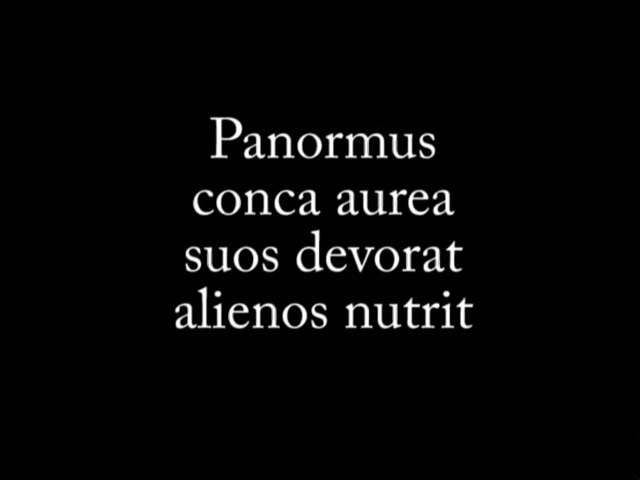 Panormus
conca aurea
suos devorat
alienos nutrit